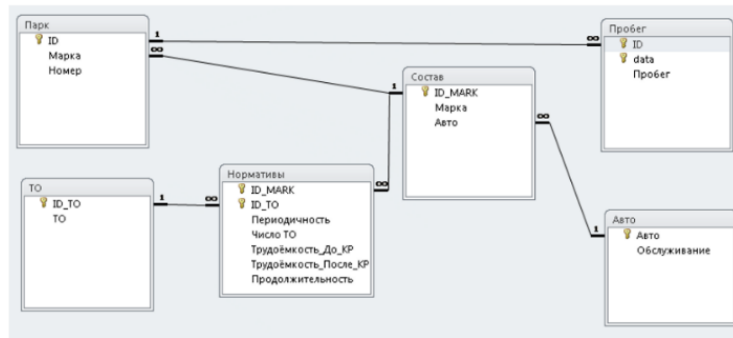 Парк
ID
Марка
Номер
1
∞
∞
∞
Пробег
ID
data
Пробег
Состав
1
ID_MARK
Марка
Авто
∞
ТО
ID_TO
ТО
1
∞
Нормативы
ID_MARK
ID_TO
Периодичность
Число ТО
Трудоёмкость_До_КР
Трудоёмкость_После_КР
Продолжительность
∞
Авто
1
Авто
Обслуживание